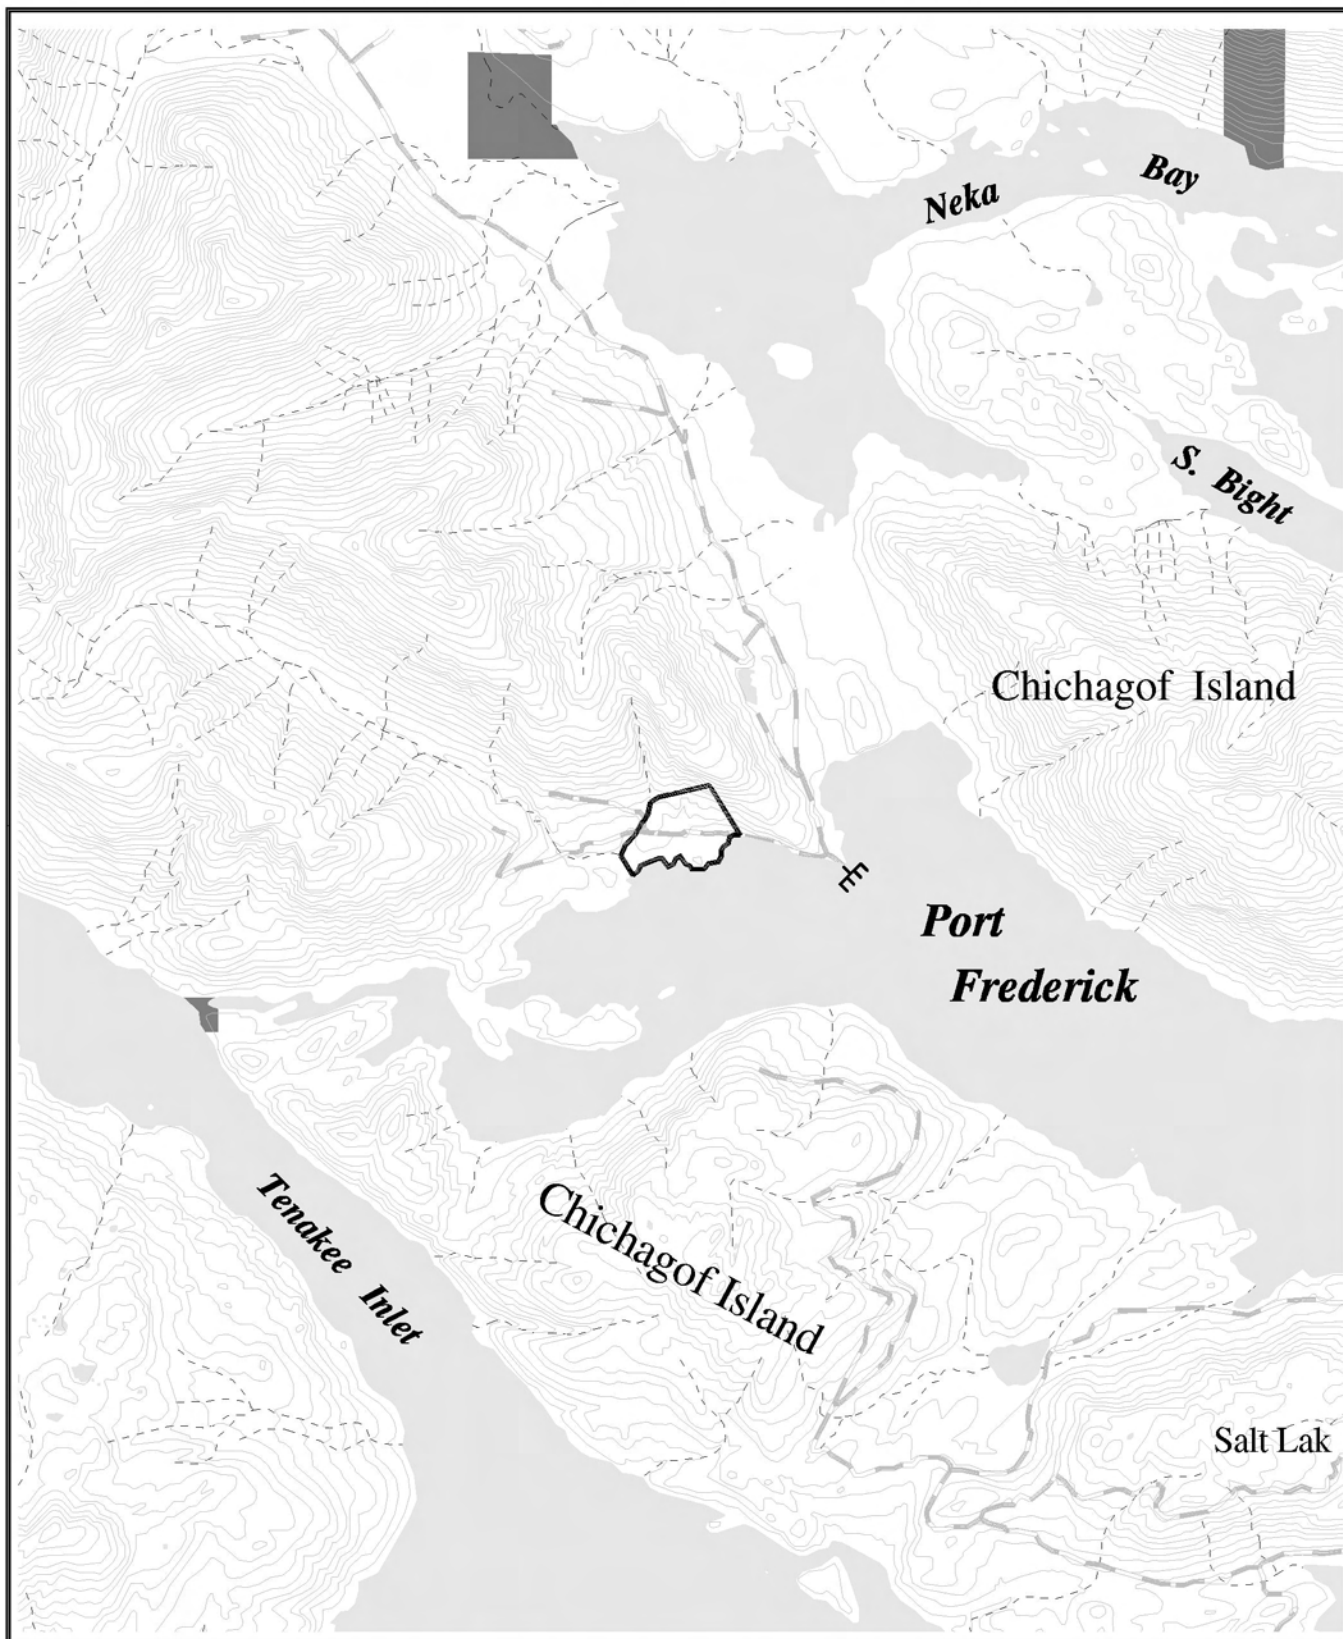 Neka
Bay
S. Bight
Chichagof Island
Port
Frederick
Tenakee Inlet
Chichagof Island
Salt Lak